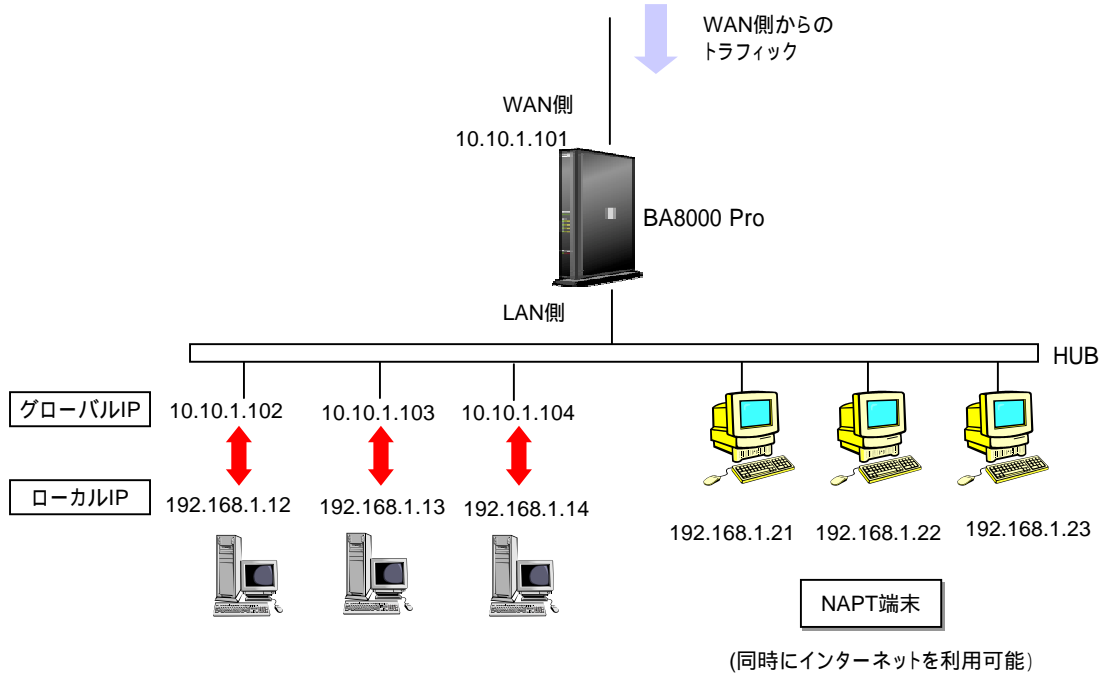 WAN側からの
トラフィック
WAN側
10.10.1.101
BA8000 Pro
LAN側
HUB
グローバルIP
10.10.1.102
10.10.1.103
10.10.1.104
ローカルIP
192.168.1.12
192.168.1.13
192.168.1.14
192.168.1.21
192.168.1.22
192.168.1.23
NAPT端末
(同時にインターネットを利用可能)